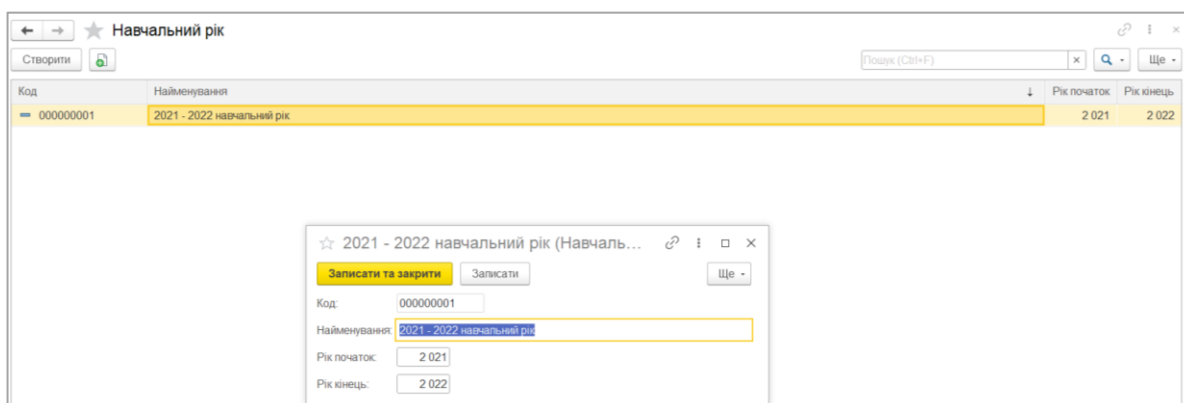 Навчальний рік
Створити
Пошук (Ctrl+F)
Ще
Код Найменування Рік початок Рік кінець
000000001 2021 - 2022 навчальний рік 2 021 2 022
2021 - 2022 навчальний рік (Навчаль...
Записати та закрити Записати Ще
Код: 000000001
Найменування: 2021 - 2022 навчальний рік
Рік початок: 2 021
Рік кінець: 2 022